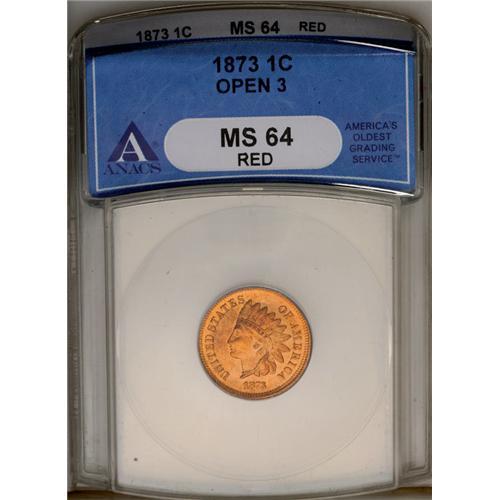 1873 1C MS 64 RED
1873 1C
OPEN 3
MS 64
RED
ANACS
AMERICA'S
OLDEST
GRADING
SERVICE™
UNITED STATES OF AMERICA
1873